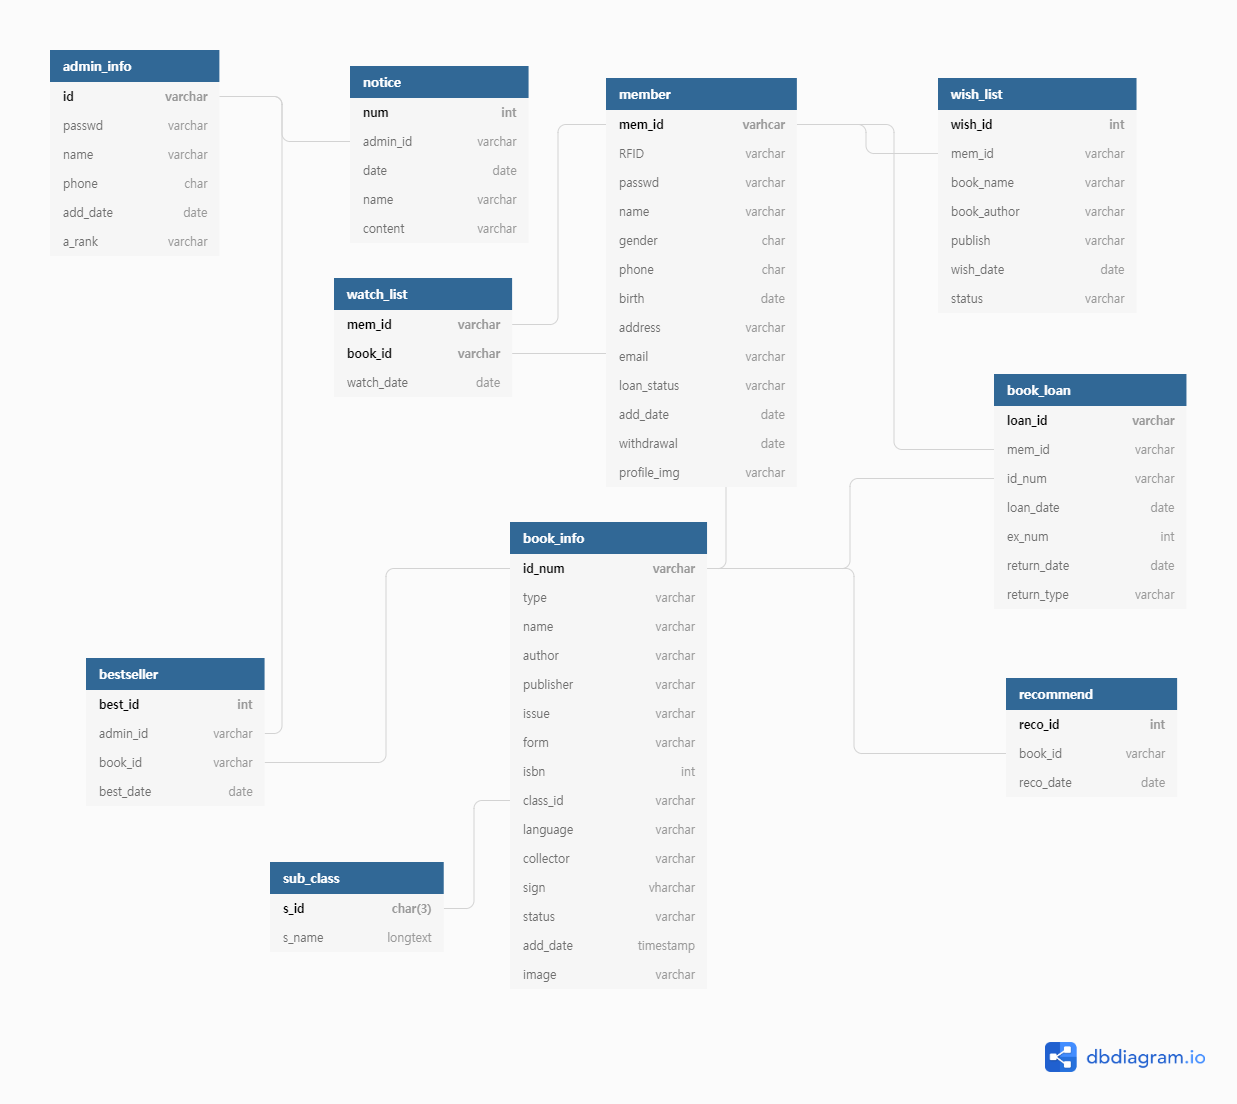 admin_info
id varchar
passwd varchar
name varchar
phone char
add_date date
a_rank varchar
notice
num int
admin_id varchar
date date
name varchar
content varchar
member
mem_id varhcar
RFID varchar
passwd varchar
name varchar
gender char
phone char
birth date
address varchar
email varchar
loan_status varchar
add_date date
withdrawal date
profile_img varchar
wish_list
wish_id int
mem_id varchar
book_name varchar
book_author varchar
publish varchar
wish_date date
status varchar
watch_list
mem_id varchar
book_id varchar
watch_date date
book_loan
loan_id varchar
mem_id varchar
id_num varchar
loan_date date
ex_num int
return_date date
return_type varchar
book_info
id_num varchar
type varchar
name varchar
author varchar
publisher varchar
issue varchar
form varchar
isbn int
class_id varchar
language varchar
collector varchar
sign vharchar
status varchar
add_date timestamp
image varchar
bestseller
best_id int
admin_id varchar
book_id varchar
best_date date
recommend
reco_id int
book_id varchar
reco_date date
sub_class
s_id char(3)
s_name longtext
dbdiagram.io